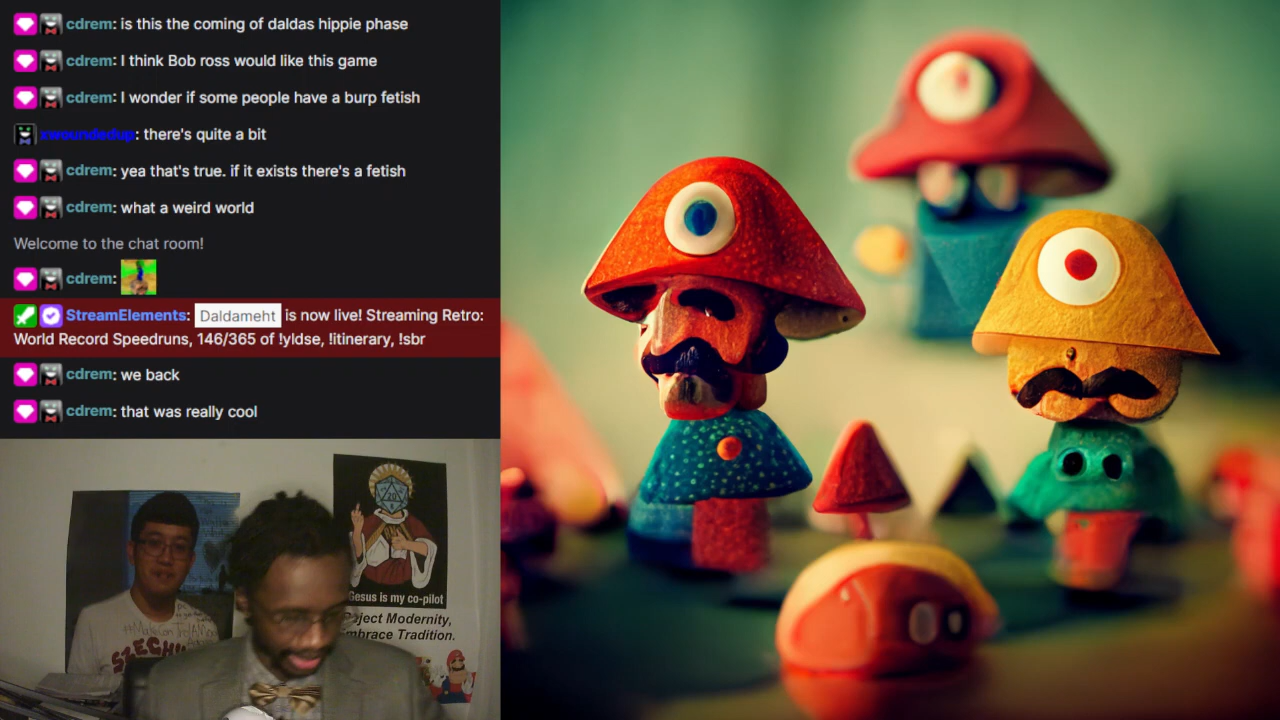 cdrem: is this the coming of daldas hippie phase
cdrem: I think Bob ross would like this game
cdrem: I wonder if some people have a burp fetish
xwoundedup: there's quite a bit
cdrem: yea that's true. if it exists there's a fetish
cdrem: what a weird world
Welcome to the chat room!
cdrem:
StreamElements: Daldameht is now live! Streaming Retro:
World Record Speedruns, 146/365 of !yldse, !itinerary, !sbr
cdrem: we back
cdrem: that was really cool
20
Gesus is my co-pilot
Reject Modernity,
Embrace Tradition.